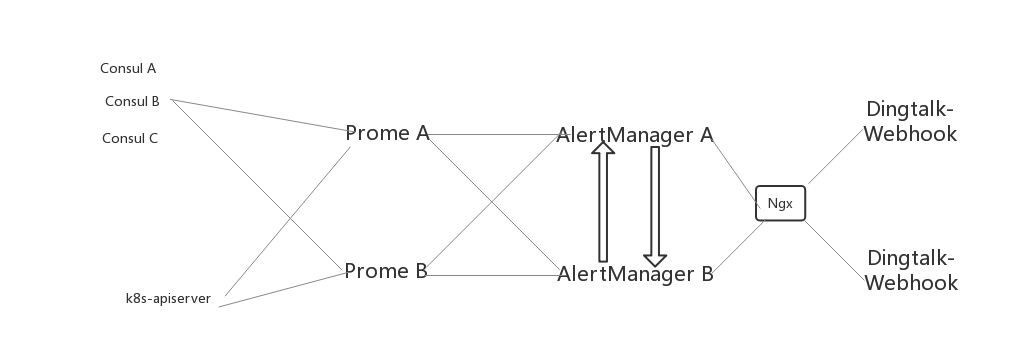 Consul A
Consul B
Consul C
k8s-apiserver
Prome A
Prome B
AlertManager A
AlertManager B
Ngx
Dingtalk-
Webhook
Dingtalk-
Webhook